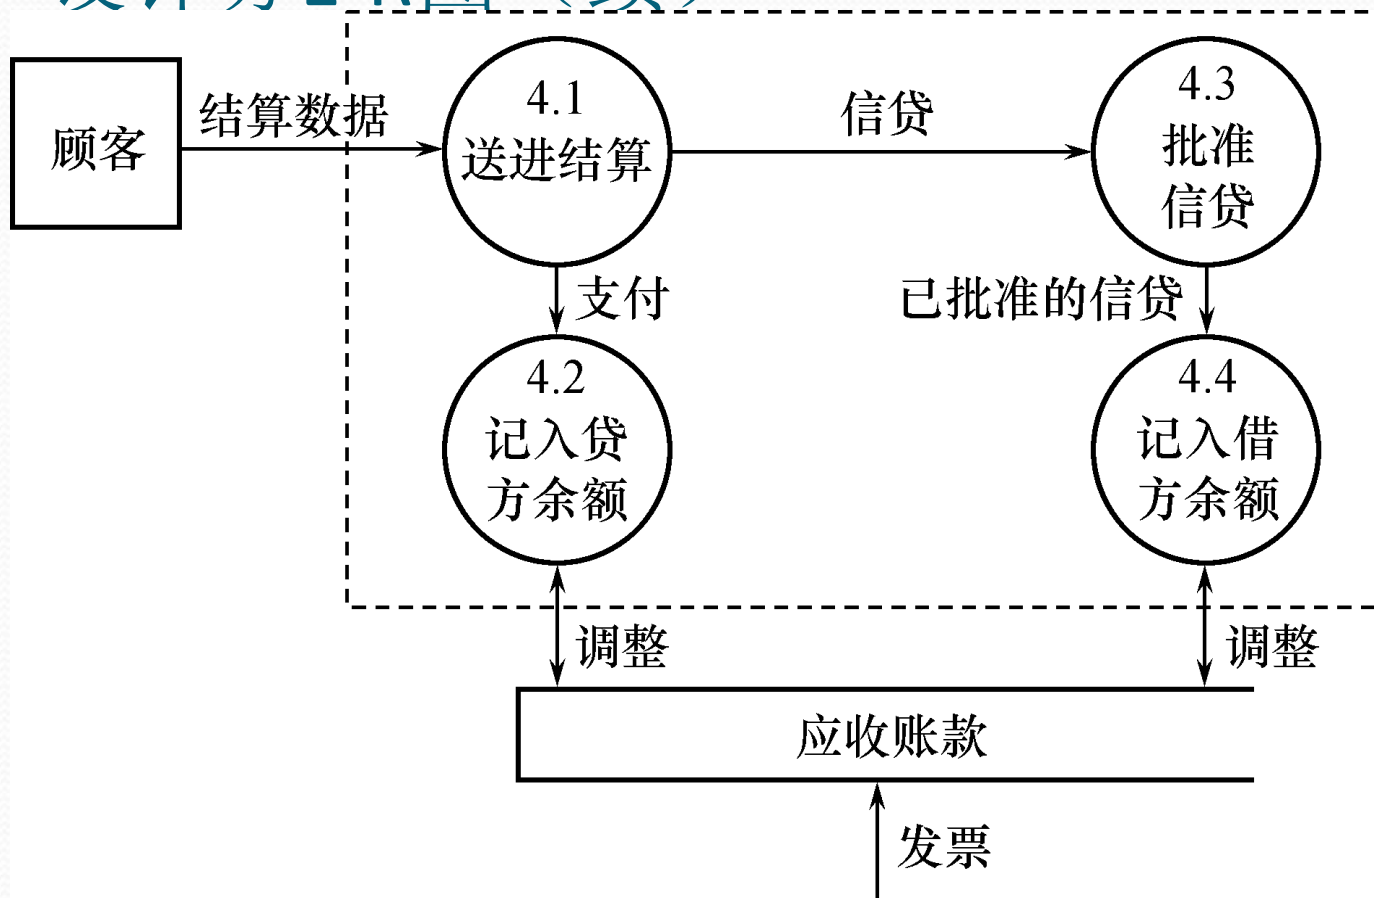 顾客
结算数据
4.1
送进结算
信贷
4.3
批准
信贷
支付
已批准的信贷
4.2
记入贷
方余额
4.4
记入借
方余额
调整
调整
应收账款
发票